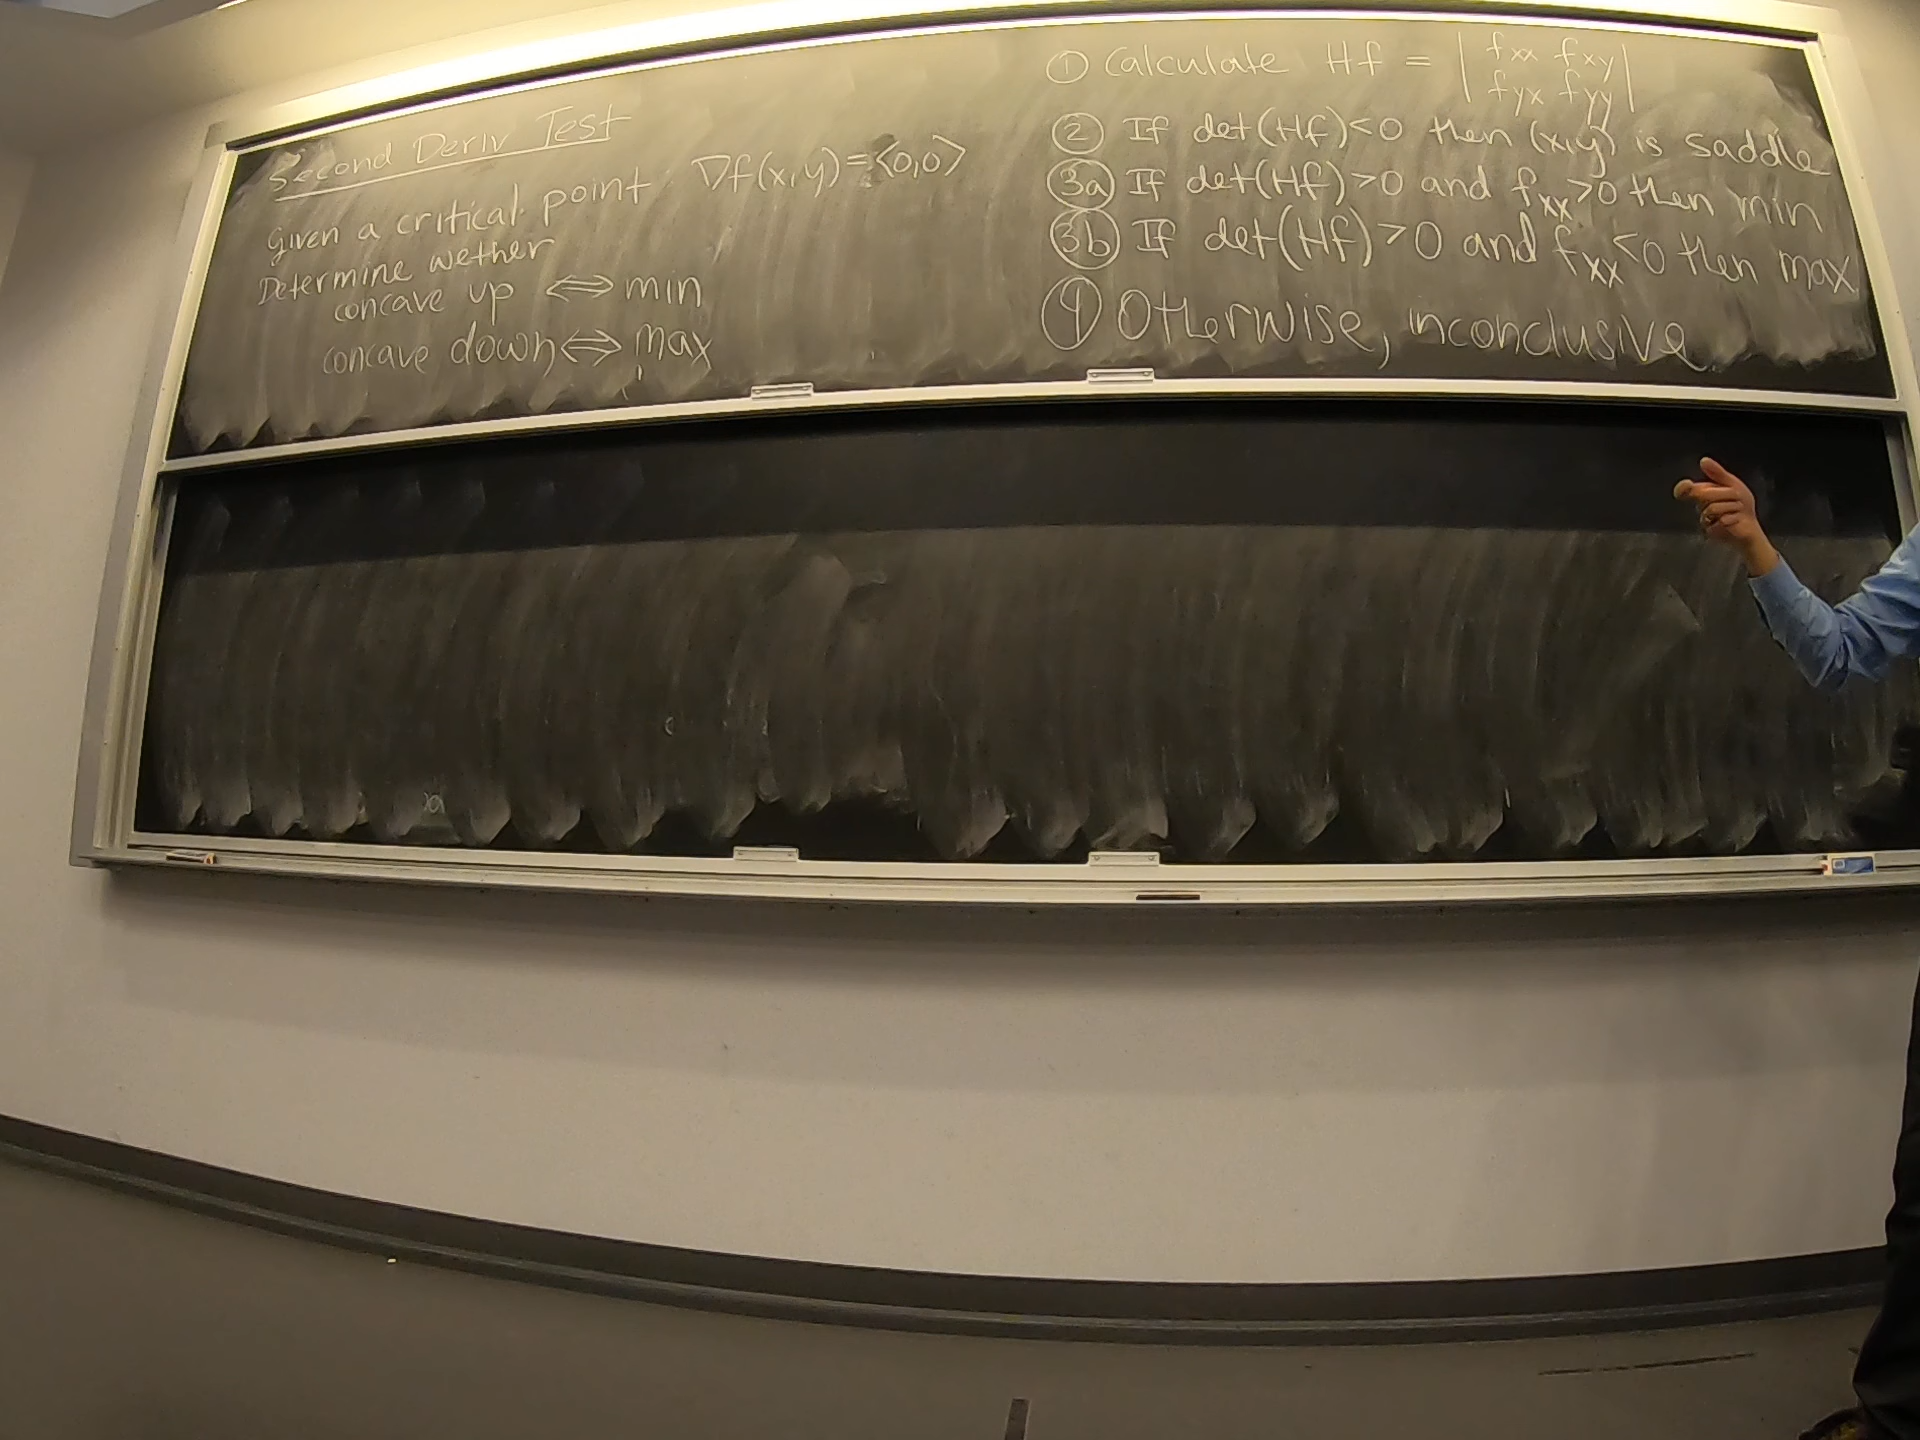 Second Deriv Test
Given a critical point ∇f(x,y)=⟨0,0⟩
Determine wether
concave up ⟺ min
concave down ⟺ max
① Calculate Hf = | fxx fxy |
| fyx fyy |
② If det(Hf)<0 then (x,y) is saddle
③a If det(Hf)>0 and fxx>0 then min
③b If det(Hf)>0 and fxx<0 then max
④ Otherwise, inconclusive